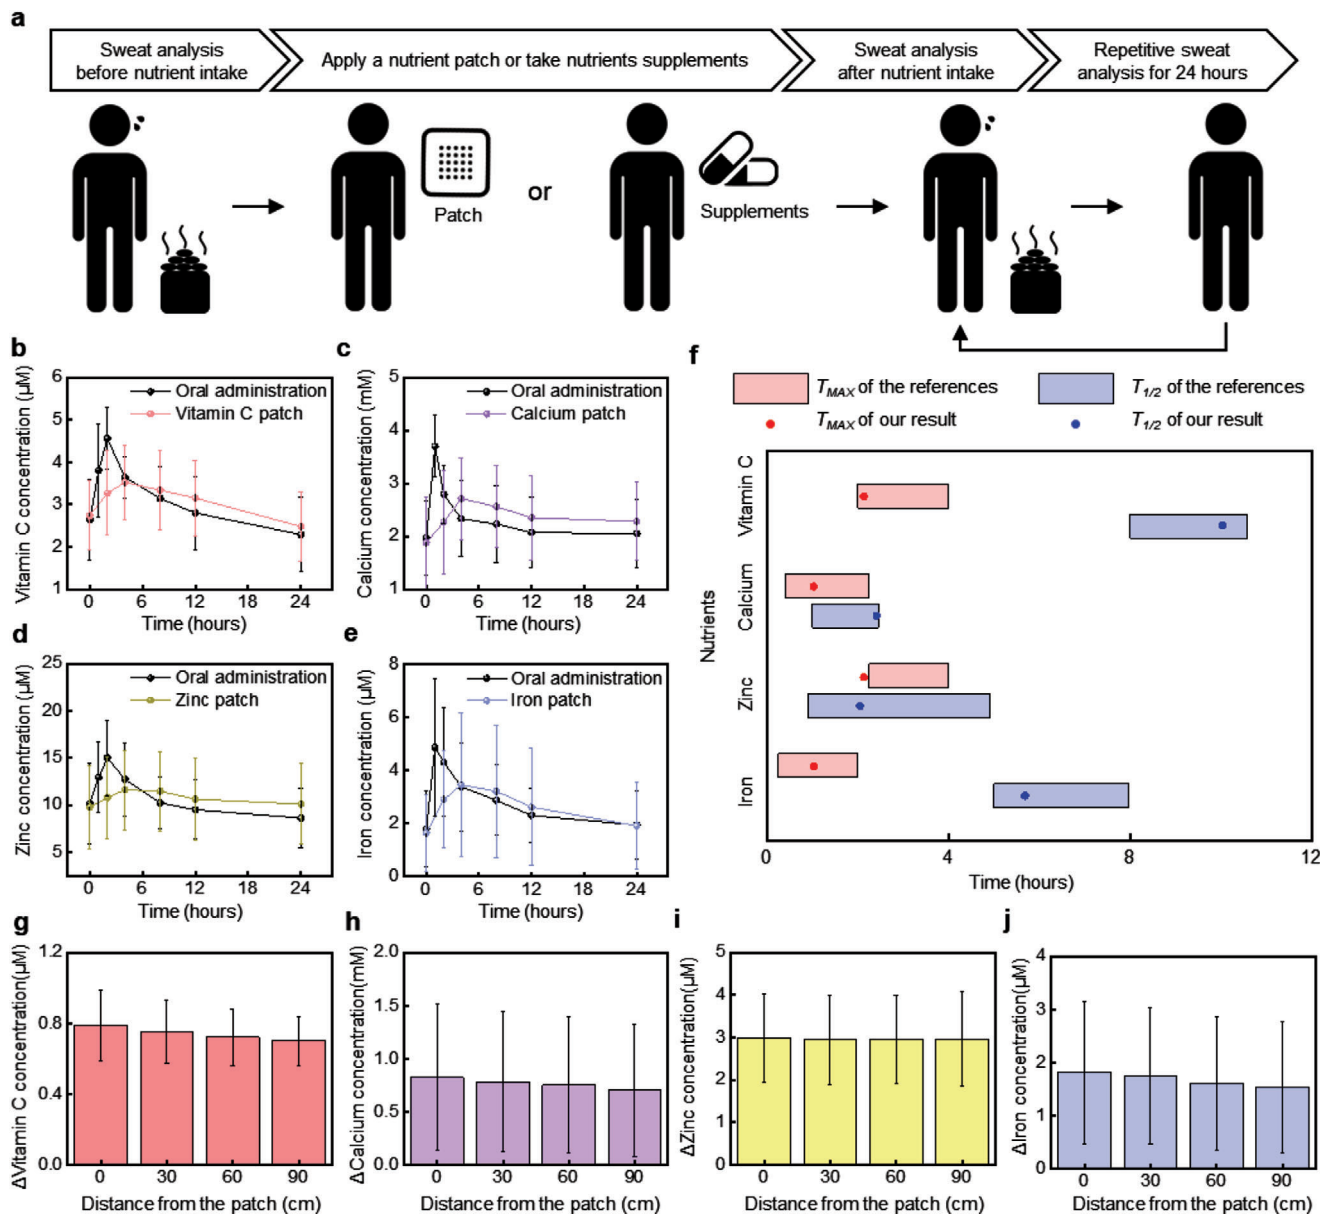 a
Sweat analysis
before nutrient intake
Apply a nutrient patch or take nutrients supplements
Sweat analysis
after nutrient intake
Repetitive sweat
analysis for 24 hours
Patch
or
Supplements
b
Vitamin C concentration (µM)
6
5
4
3
2
1
Oral administration
Vitamin C patch
0 6 12 18 24
Time (hours)
c
Calcium concentration (mM)
5
4
3
2
1
Oral administration
Calcium patch
0 6 12 18 24
Time (hours)
d
Zinc concentration (µM)
25
20
15
10
5
Oral administration
Zinc patch
0 6 12 18 24
Time (hours)
e
Iron concentration (µM)
8
6
4
2
0
Oral administration
Iron patch
0 6 12 18 24
Time (hours)
f
T_MAX of the references
T_1/2 of the references
T_MAX of our result
T_1/2 of our result
Nutrients
Vitamin C
Calcium
Zinc
Iron
0 4 8 12
Time (hours)
g
ΔVitamin C concentration(µM)
1.2
0.8
0.4
0.0
0 30 60 90
Distance from the patch (cm)
h
ΔCalcium concentration(mM)
2.0
1.5
1.0
0.5
0.0
0 30 60 90
Distance from the patch (cm)
i
ΔZinc concentration(µM)
5
4
3
2
1
0
0 30 60 90
Distance from the patch (cm)
j
ΔIron concentration(µM)
4
3
2
1
0
0 30 60 90
Distance from the patch (cm)